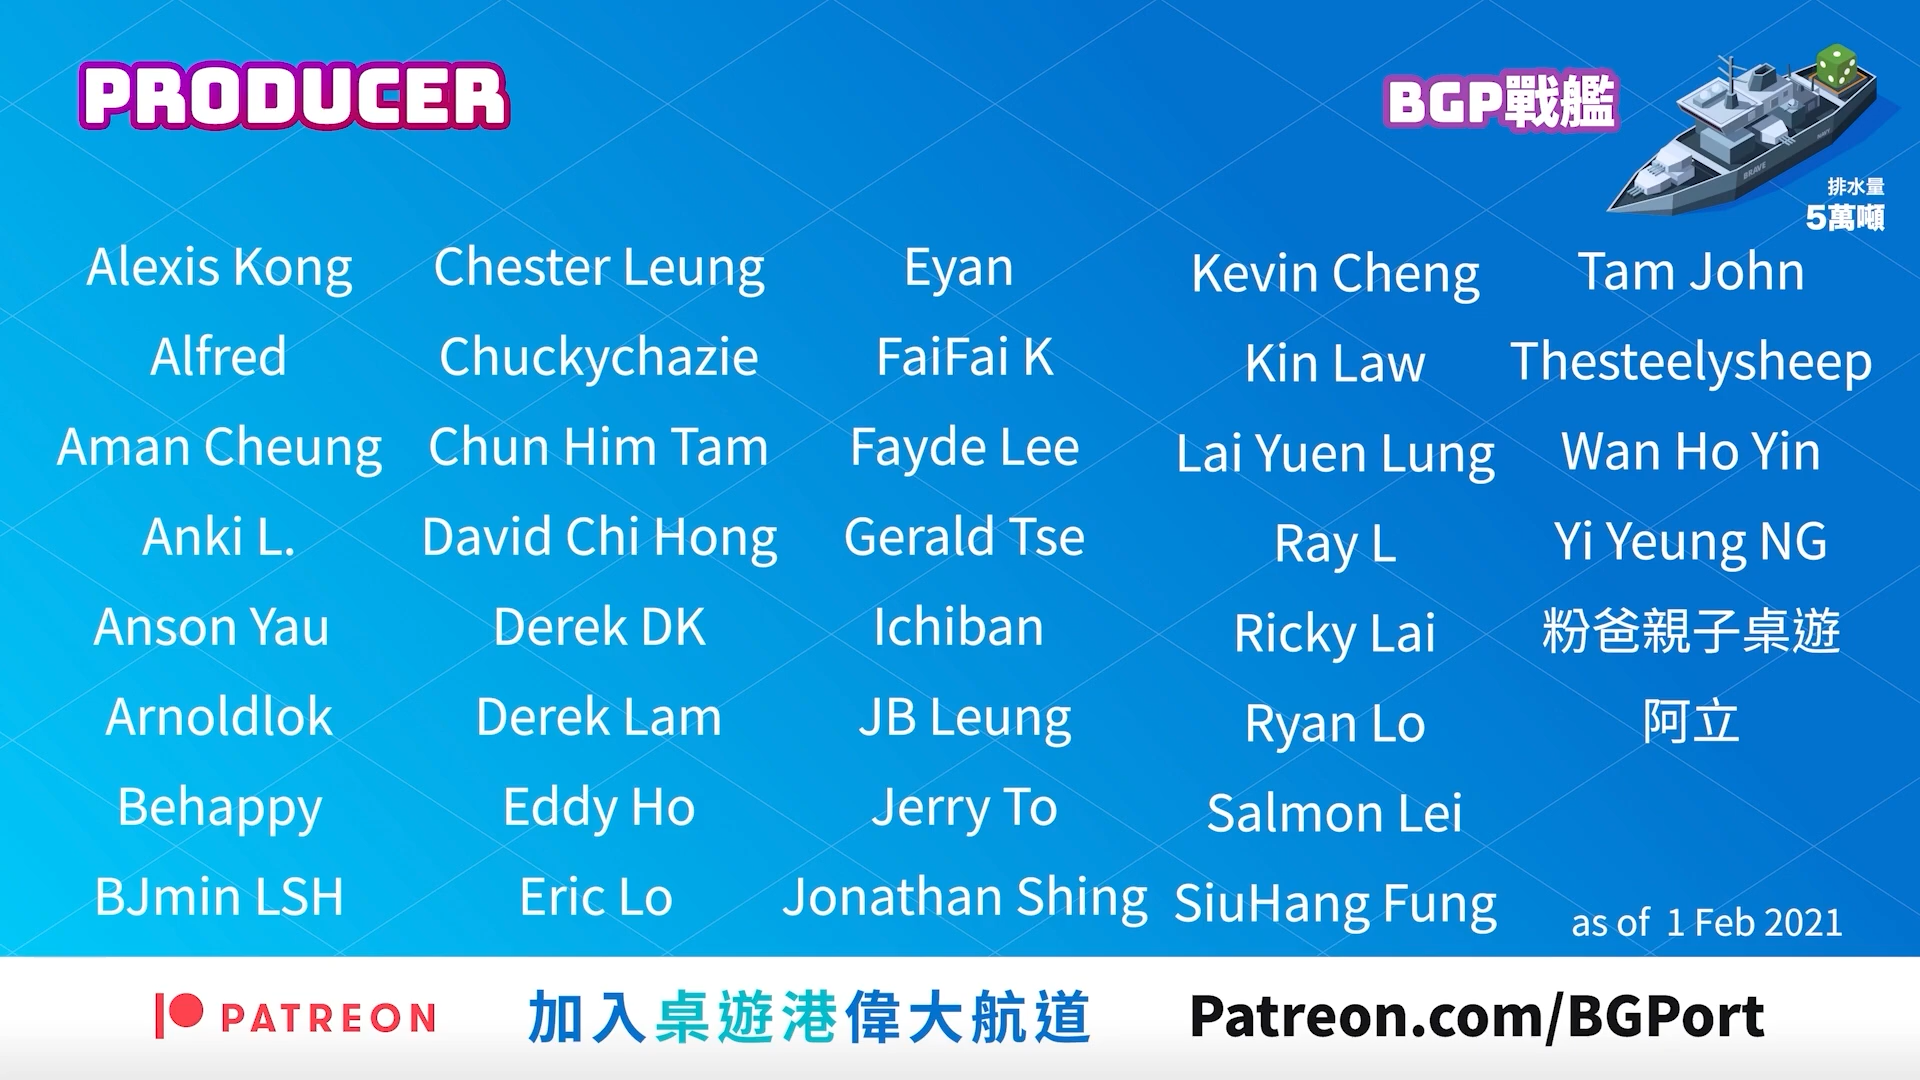 PRODUCER
BGP戰艦
排水量
5萬噸
BRAVE
NAVY
Alexis Kong
Alfred
Aman Cheung
Anki L.
Anson Yau
Arnoldlok
Behappy
BJmin LSH
Chester Leung
Chuckychazie
Chun Him Tam
David Chi Hong
Derek DK
Derek Lam
Eddy Ho
Eric Lo
Eyan
FaiFai K
Fayde Lee
Gerald Tse
Ichiban
JB Leung
Jerry To
Jonathan Shing
Kevin Cheng
Kin Law
Lai Yuen Lung
Ray L
Ricky Lai
Ryan Lo
Salmon Lei
SiuHang Fung
Tam John
Thesteelysheep
Wan Ho Yin
Yi Yeung NG
粉爸親子桌遊
阿立
as of 1 Feb 2021
PATREON
加入桌遊港偉大航道
Patreon.com/BGPort